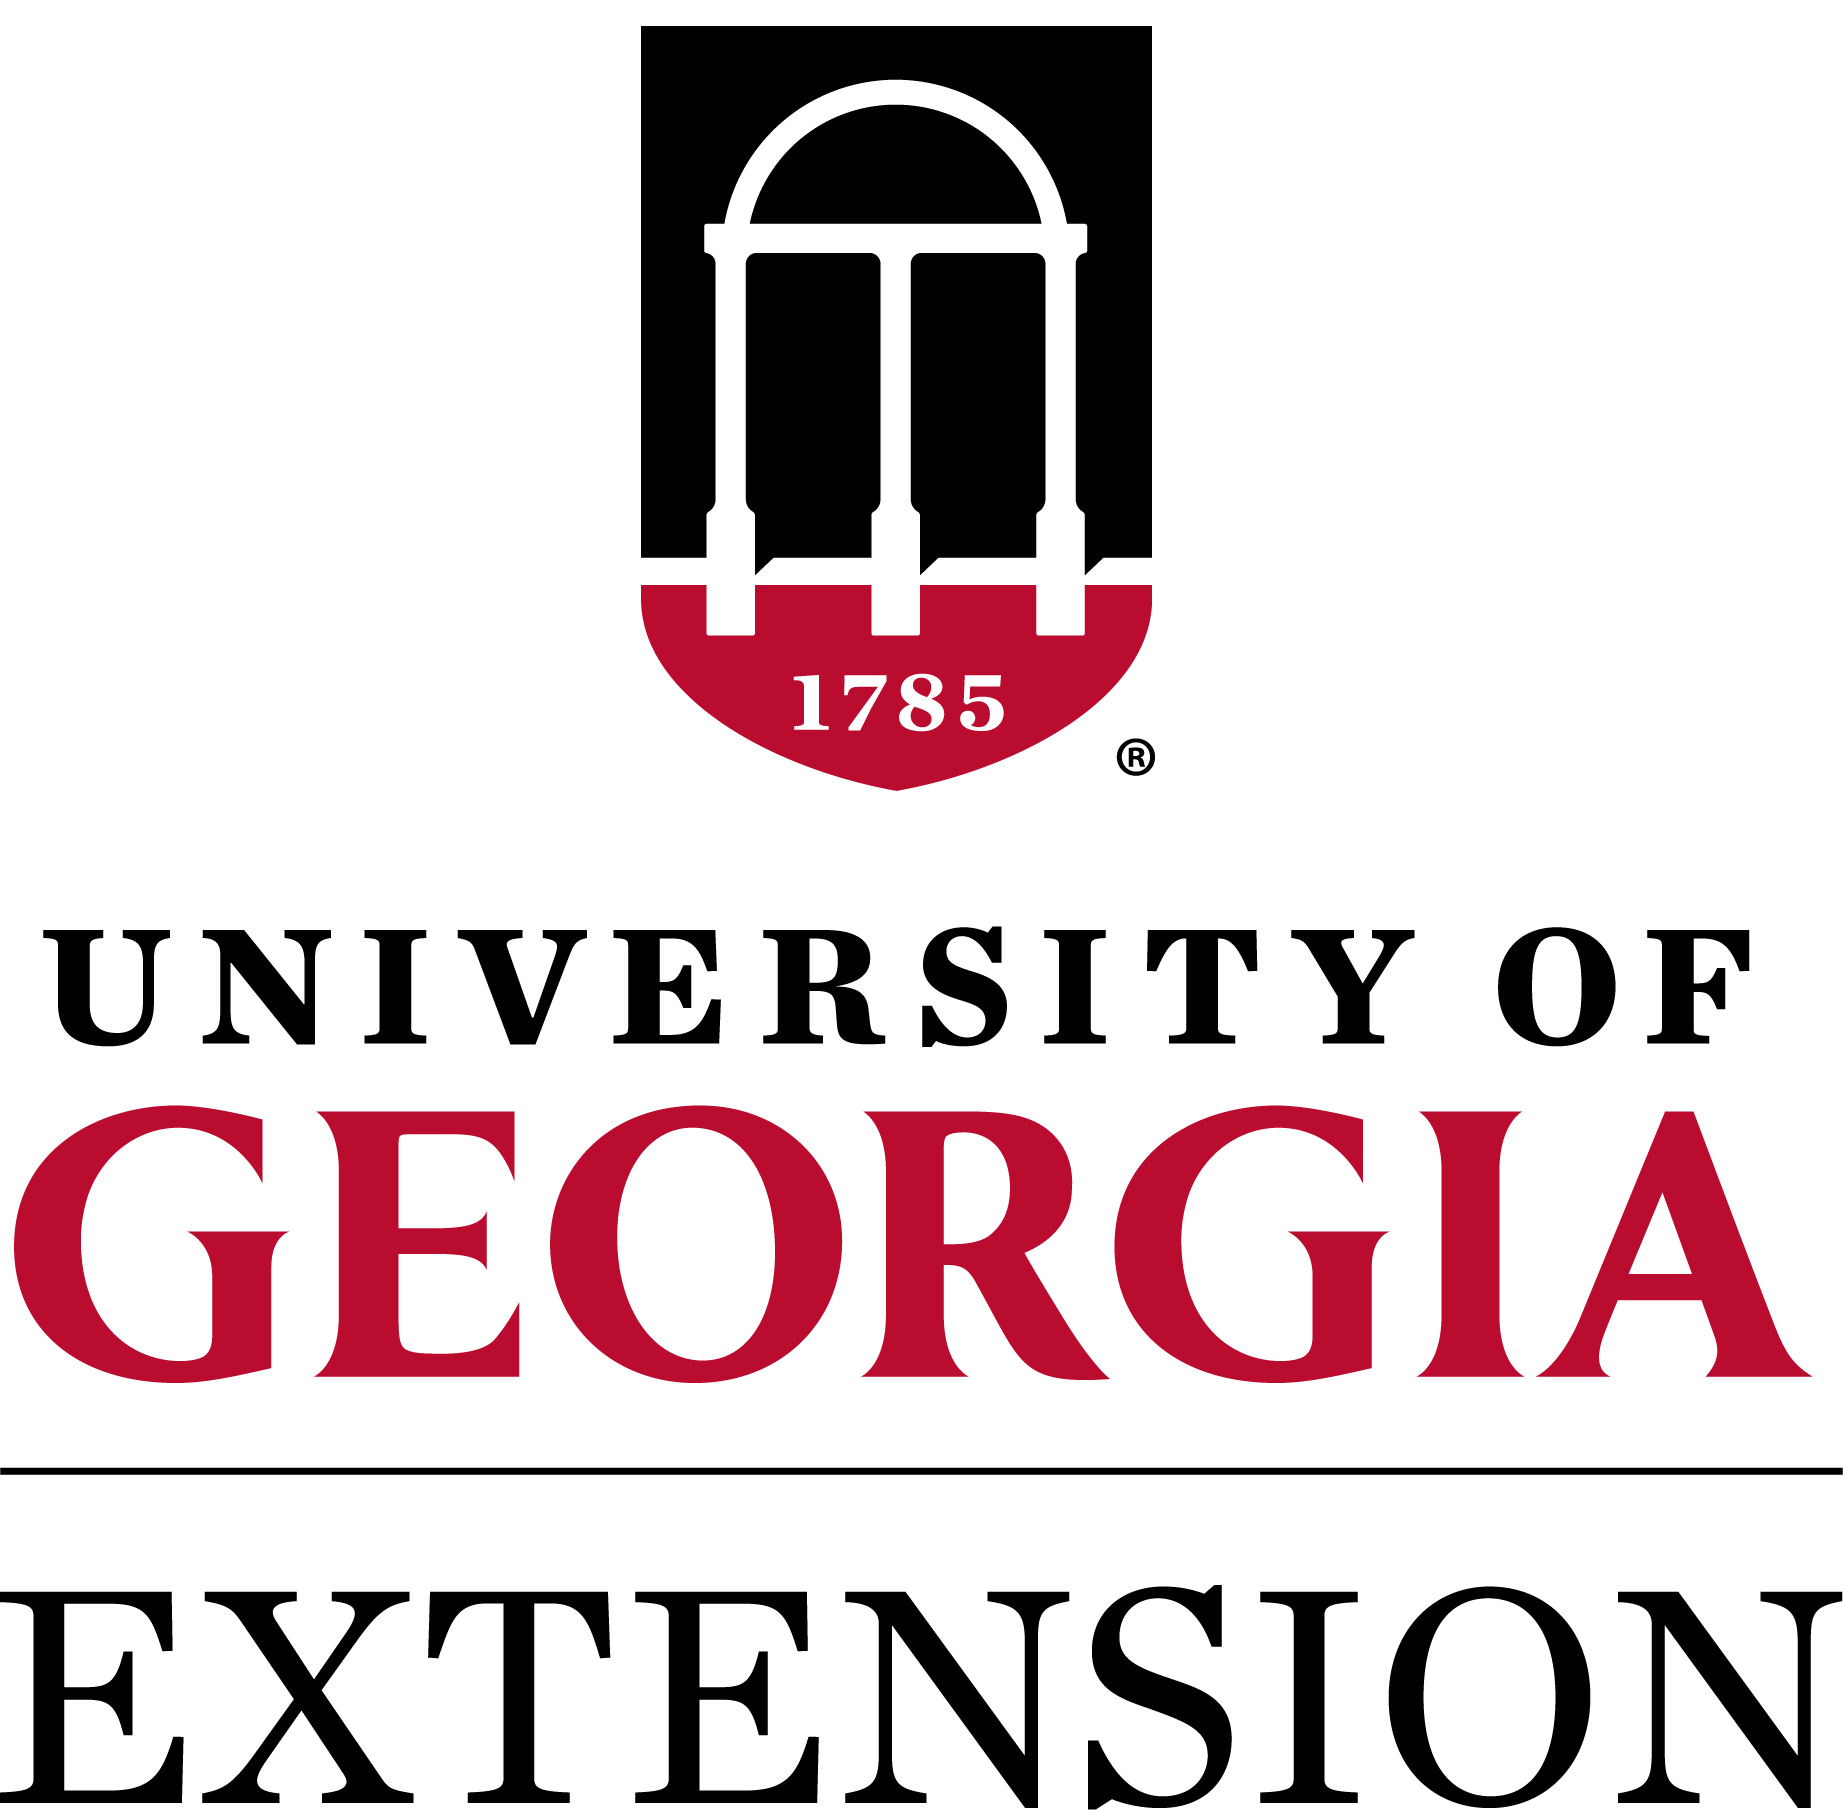 1785
®
UNIVERSITY OF
GEORGIA
EXTENSION